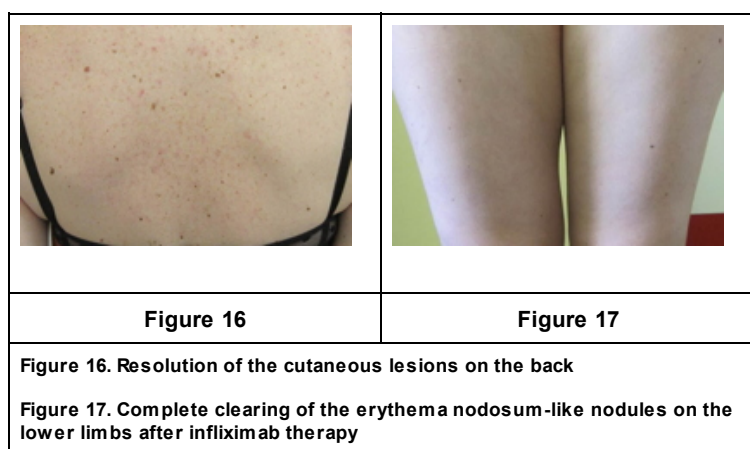 Figure 16
Figure 17
Figure 16. Resolution of the cutaneous lesions on the back
Figure 17. Complete clearing of the erythema nodosum-like nodules on the
lower limbs after infliximab therapy